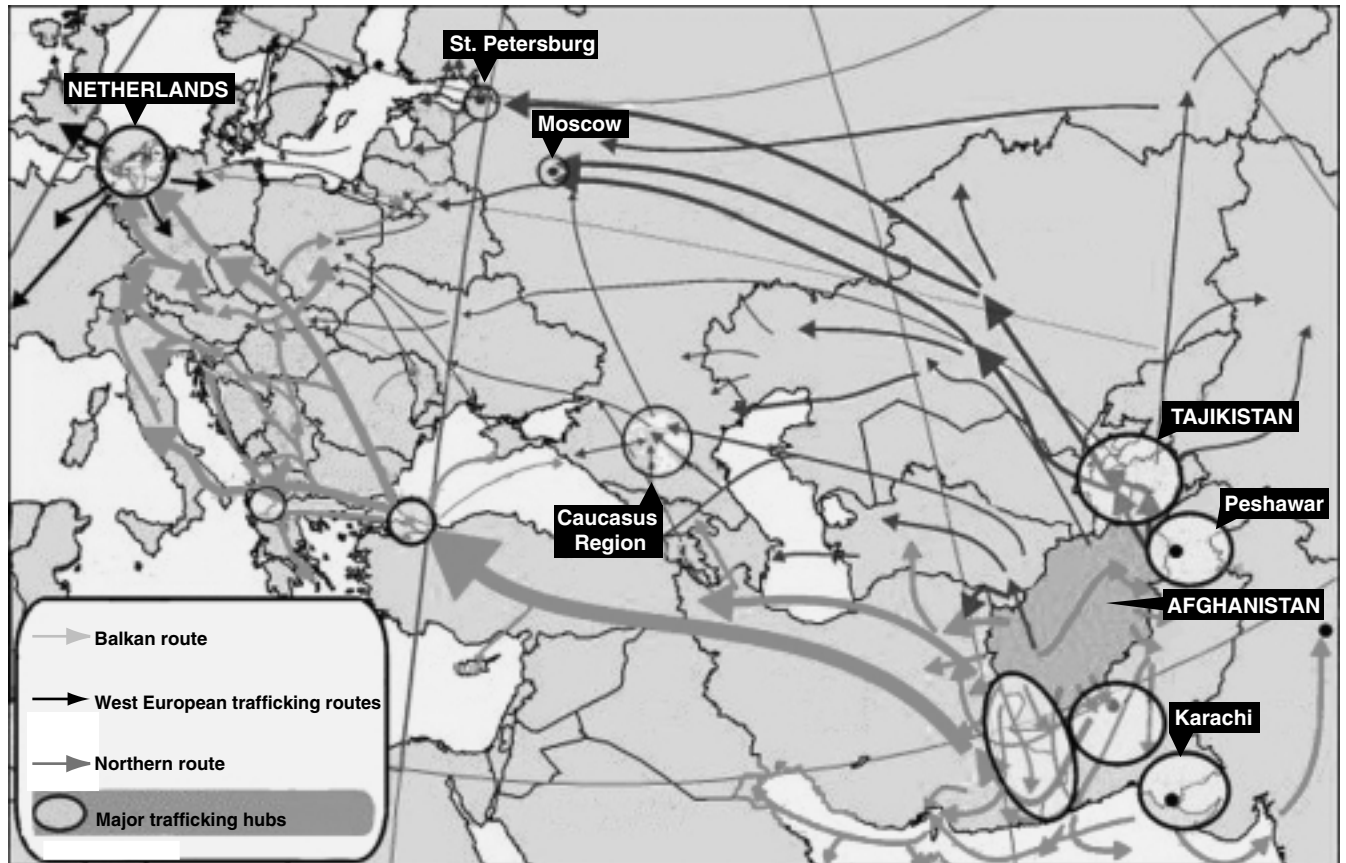 St. Petersburg
NETHERLANDS
Moscow
TAJIKISTAN
Peshawar
Caucasus
Region
AFGHANISTAN
Karachi
Balkan route
West European trafficking routes
Northern route
Major trafficking hubs